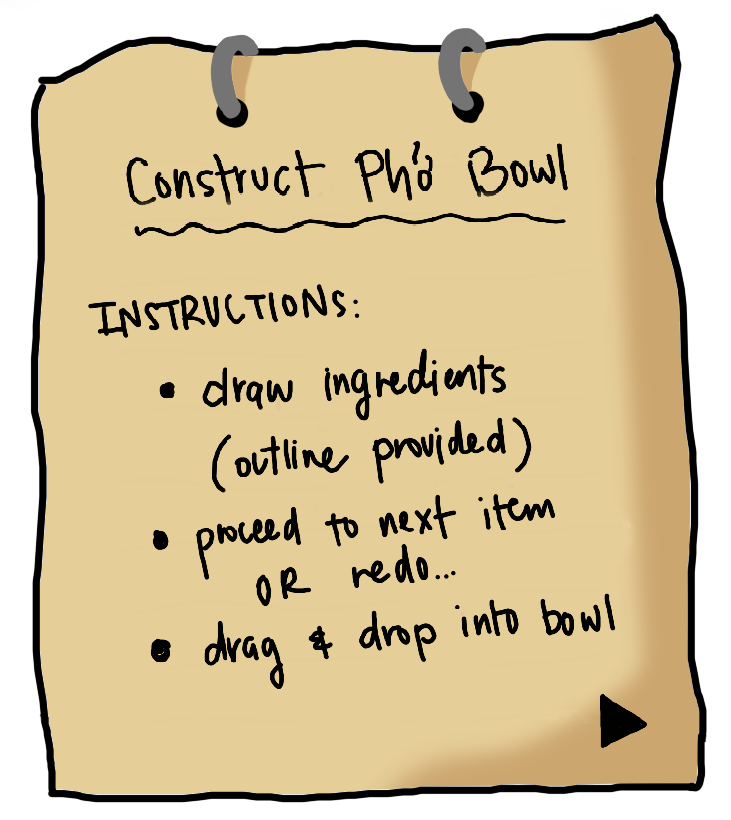 Construct Phở Bowl
INSTRUCTIONS:
• draw ingredients
(outline provided)
• proceed to next item
OR redo...
• drag & drop into bowl